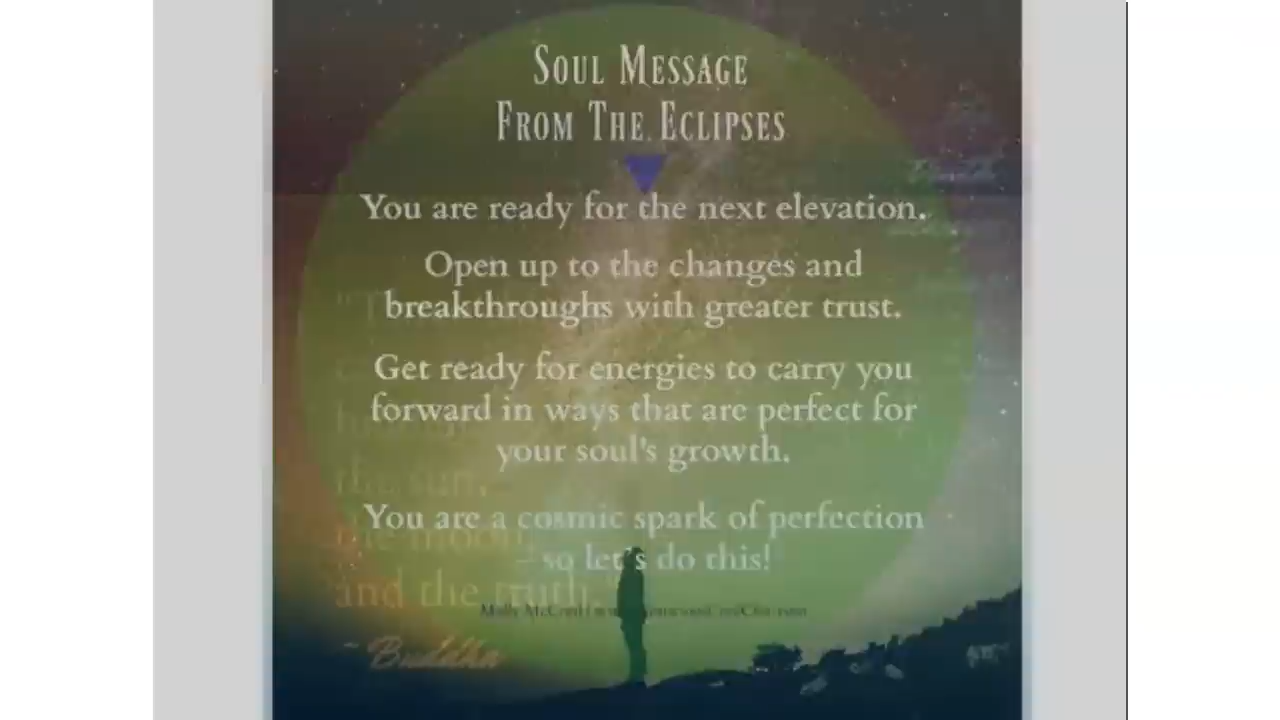 SOUL MESSAGE
FROM THE ECLIPSES
You are ready for the next elevation.
Open up to the changes and
breakthroughs with greater trust.
Get ready for energies to carry you
forward in ways that are perfect for
your soul's growth.
You are a cosmic spark of perfection
- so let's do this!
the sun,
the moon,
and the truth."
~ Buddha
Molly McCord